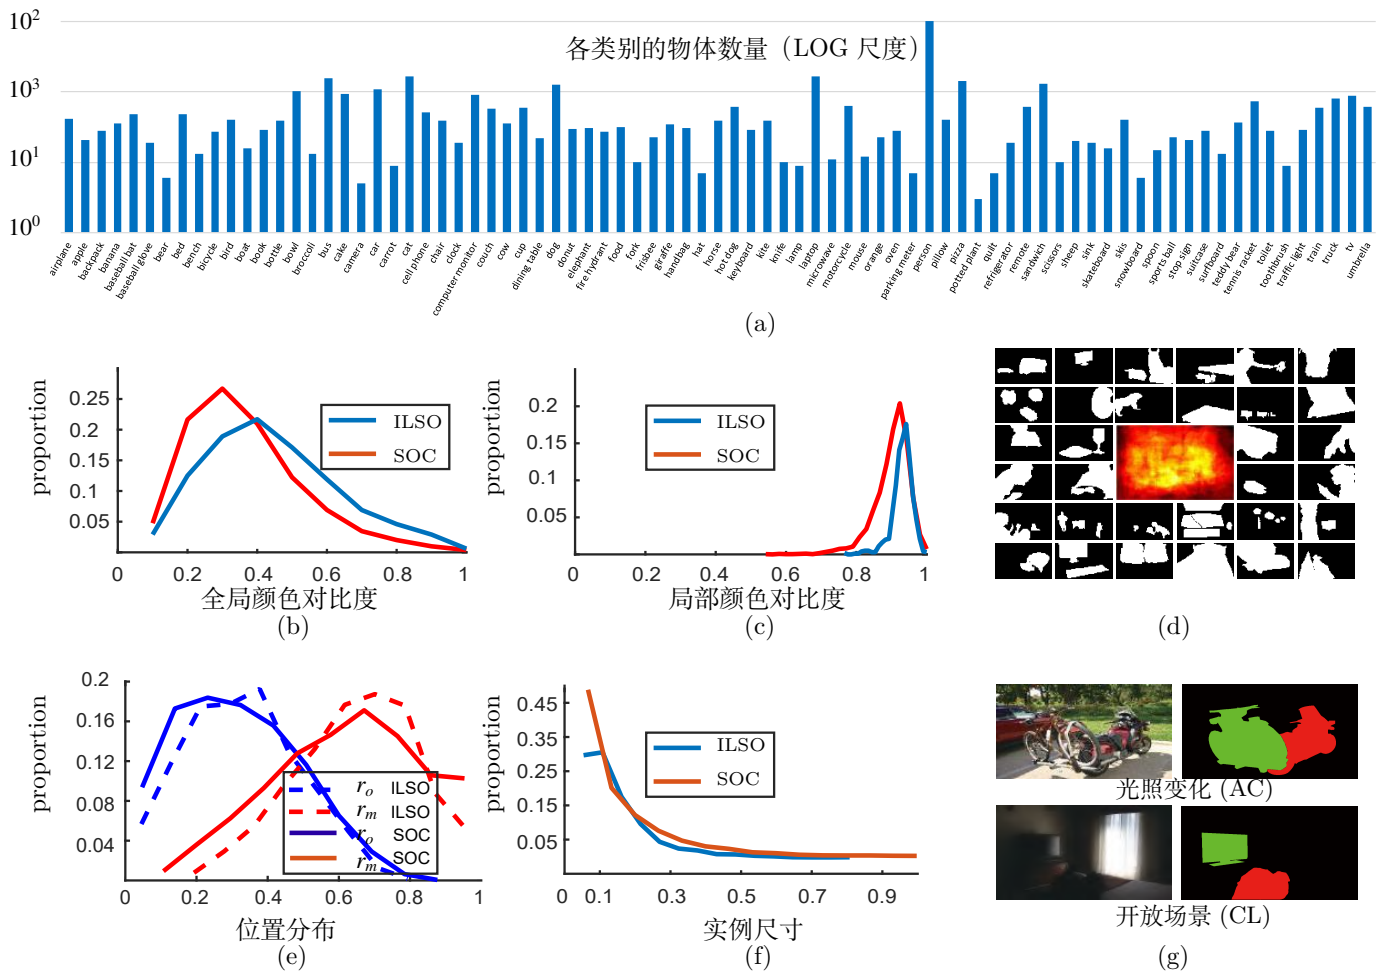 各类别的物体数量（LOG 尺度）
10^2
10^3
10^1
10^0
airplane
apple
backpack
banana
baseball bat
baseball glove
bear
bed
bench
bicycle
bird
boat
book
bottle
bowl
broccoli
bus
cake
camera
car
carrot
cat
cell phone
chair
clock
computer monitor
couch
cow
cup
dining table
dog
donut
elephant
fire hydrant
food
fork
frisbee
giraffe
handbag
hat
horse
hot dog
keyboard
kite
knife
lamp
laptop
microwave
motorcycle
mouse
orange
oven
parking meter
person
pillow
pizza
potted plant
quilt
refrigerator
remote
sandwich
scissors
sheep
sink
skateboard
skis
snowboard
spoon
sports ball
stop sign
suitcase
surfboard
teddy bear
tennis racket
toilet
toothbrush
traffic light
train
truck
tv
umbrella
(a)
proportion
0.25
0.2
0.15
0.1
0.05
0 0.2 0.4 0.6 0.8 1
ILSO
SOC
全局颜色对比度
(b)
proportion
0.2
0.15
0.1
0.05
0 0.2 0.4 0.6 0.8 1
ILSO
SOC
局部颜色对比度
(c)
(d)
proportion
0.2
0.16
0.12
0.08
0.04
0 0.2 0.4 0.6 0.8 1
r_o ILSO
r_m ILSO
r_o SOC
r_m SOC
位置分布
(e)
proportion
0.45
0.35
0.25
0.15
0.05
0 0.1 0.3 0.5 0.7 0.9
ILSO
SOC
实例尺寸
(f)
光照变化 (AC)
开放场景 (CL)
(g)